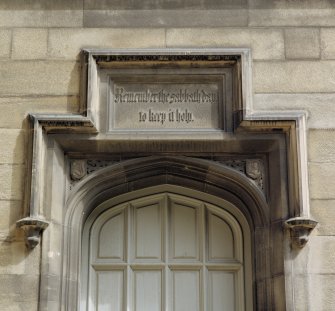 Remember the sabbath day
to keep it holy.